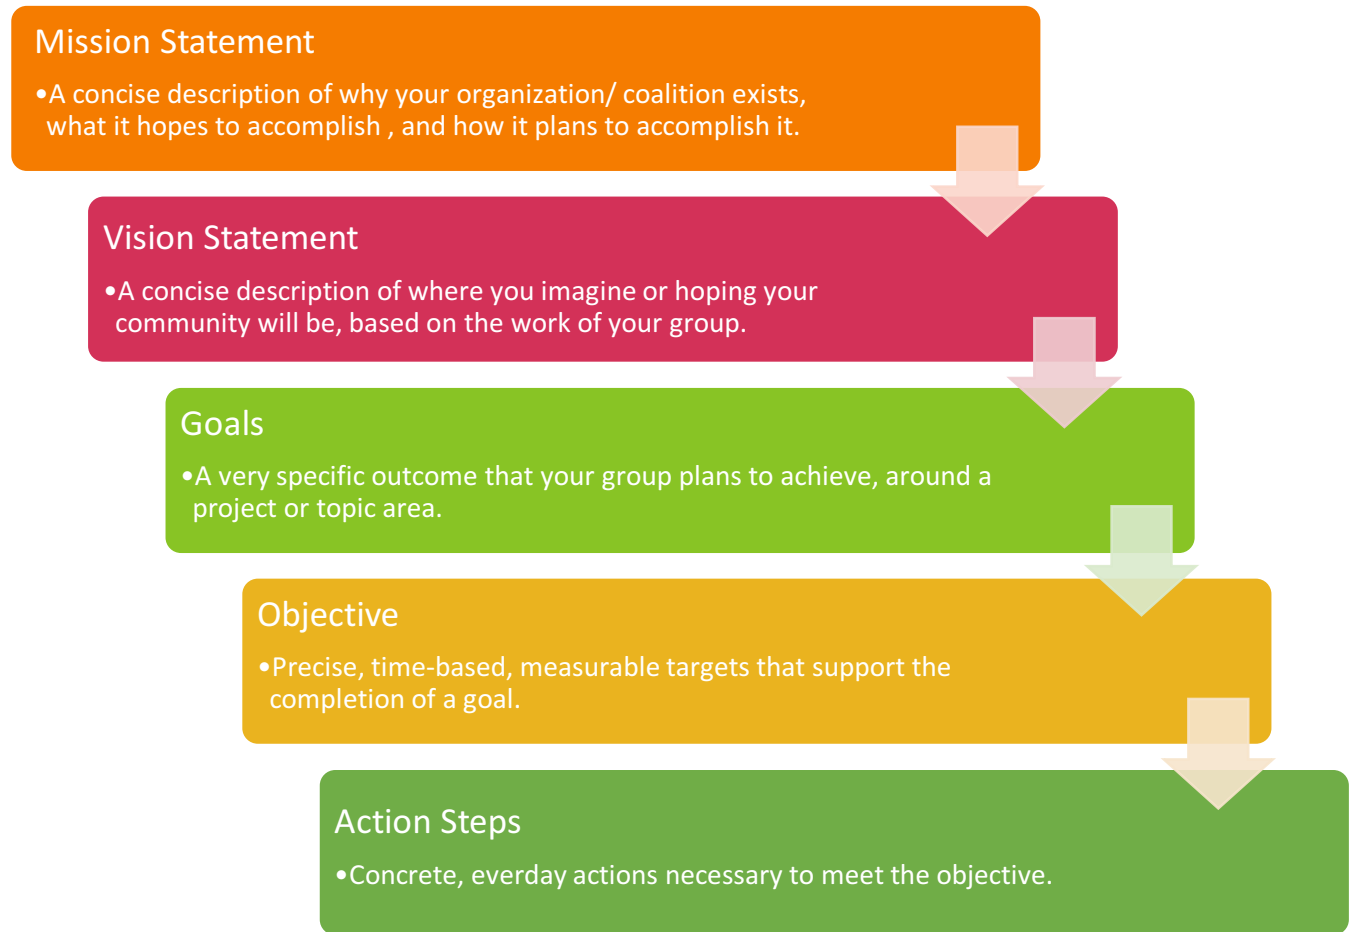 Mission Statement
•A concise description of why your organization/ coalition exists,
what it hopes to accomplish , and how it plans to accomplish it.
Vision Statement
•A concise description of where you imagine or hoping your
community will be, based on the work of your group.
Goals
•A very specific outcome that your group plans to achieve, around a
project or topic area.
Objective
•Precise, time-based, measurable targets that support the
completion of a goal.
Action Steps
•Concrete, everday actions necessary to meet the objective.